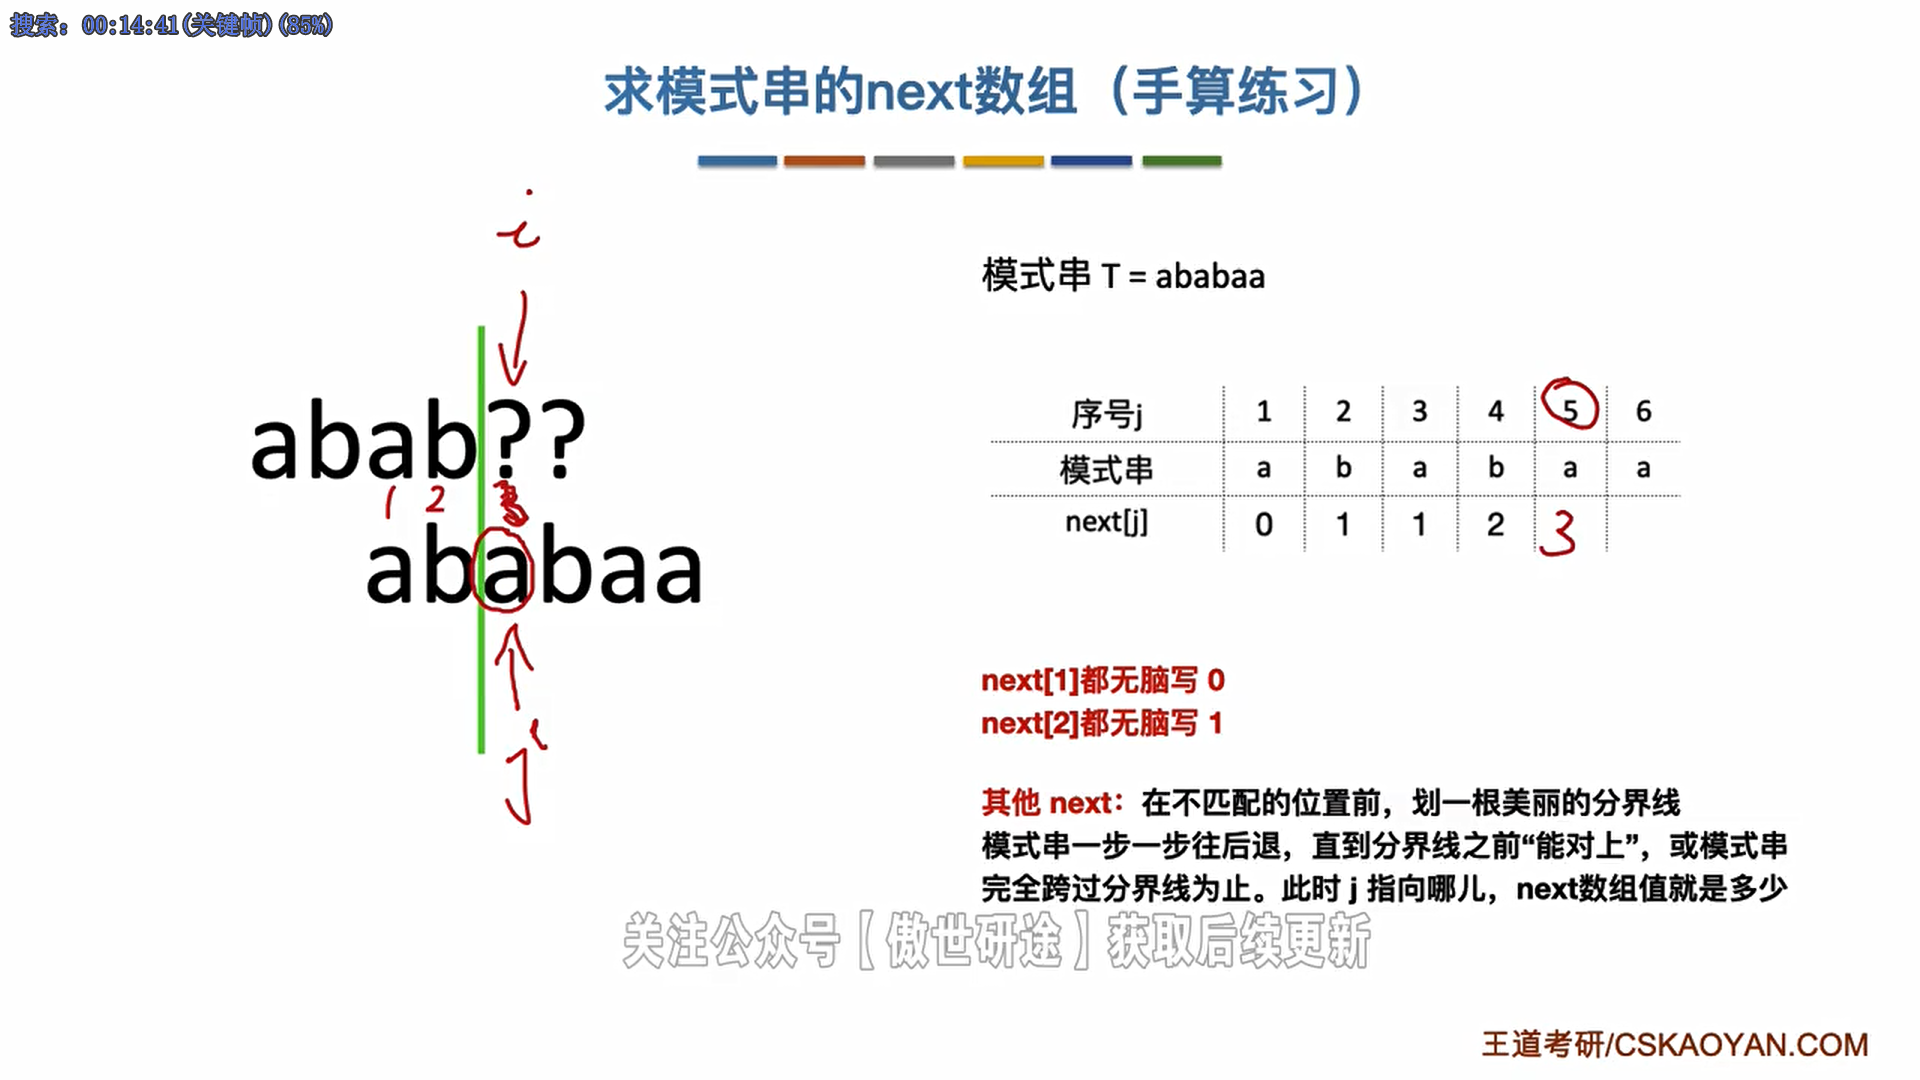 搜索：00:14:41(关键帧)(85%)
求模式串的next数组（手算练习）
i
模式串 T = ababaa
abab??
1 2 3
ababaa
j
序号j 1 2 3 4 5 6
模式串 a b a b a a
next[j] 0 1 1 2 3
next[1]都无脑写 0
next[2]都无脑写 1
其他 next：在不匹配的位置前，划一根美丽的分界线
模式串一步一步往后退，直到分界线之前“能对上”，或模式串
完全跨过分界线为止。此时 j 指向哪儿，next数组值就是多少
关注公众号【傲世研途】获取后续更新
王道考研/CSKAOYAN.COM